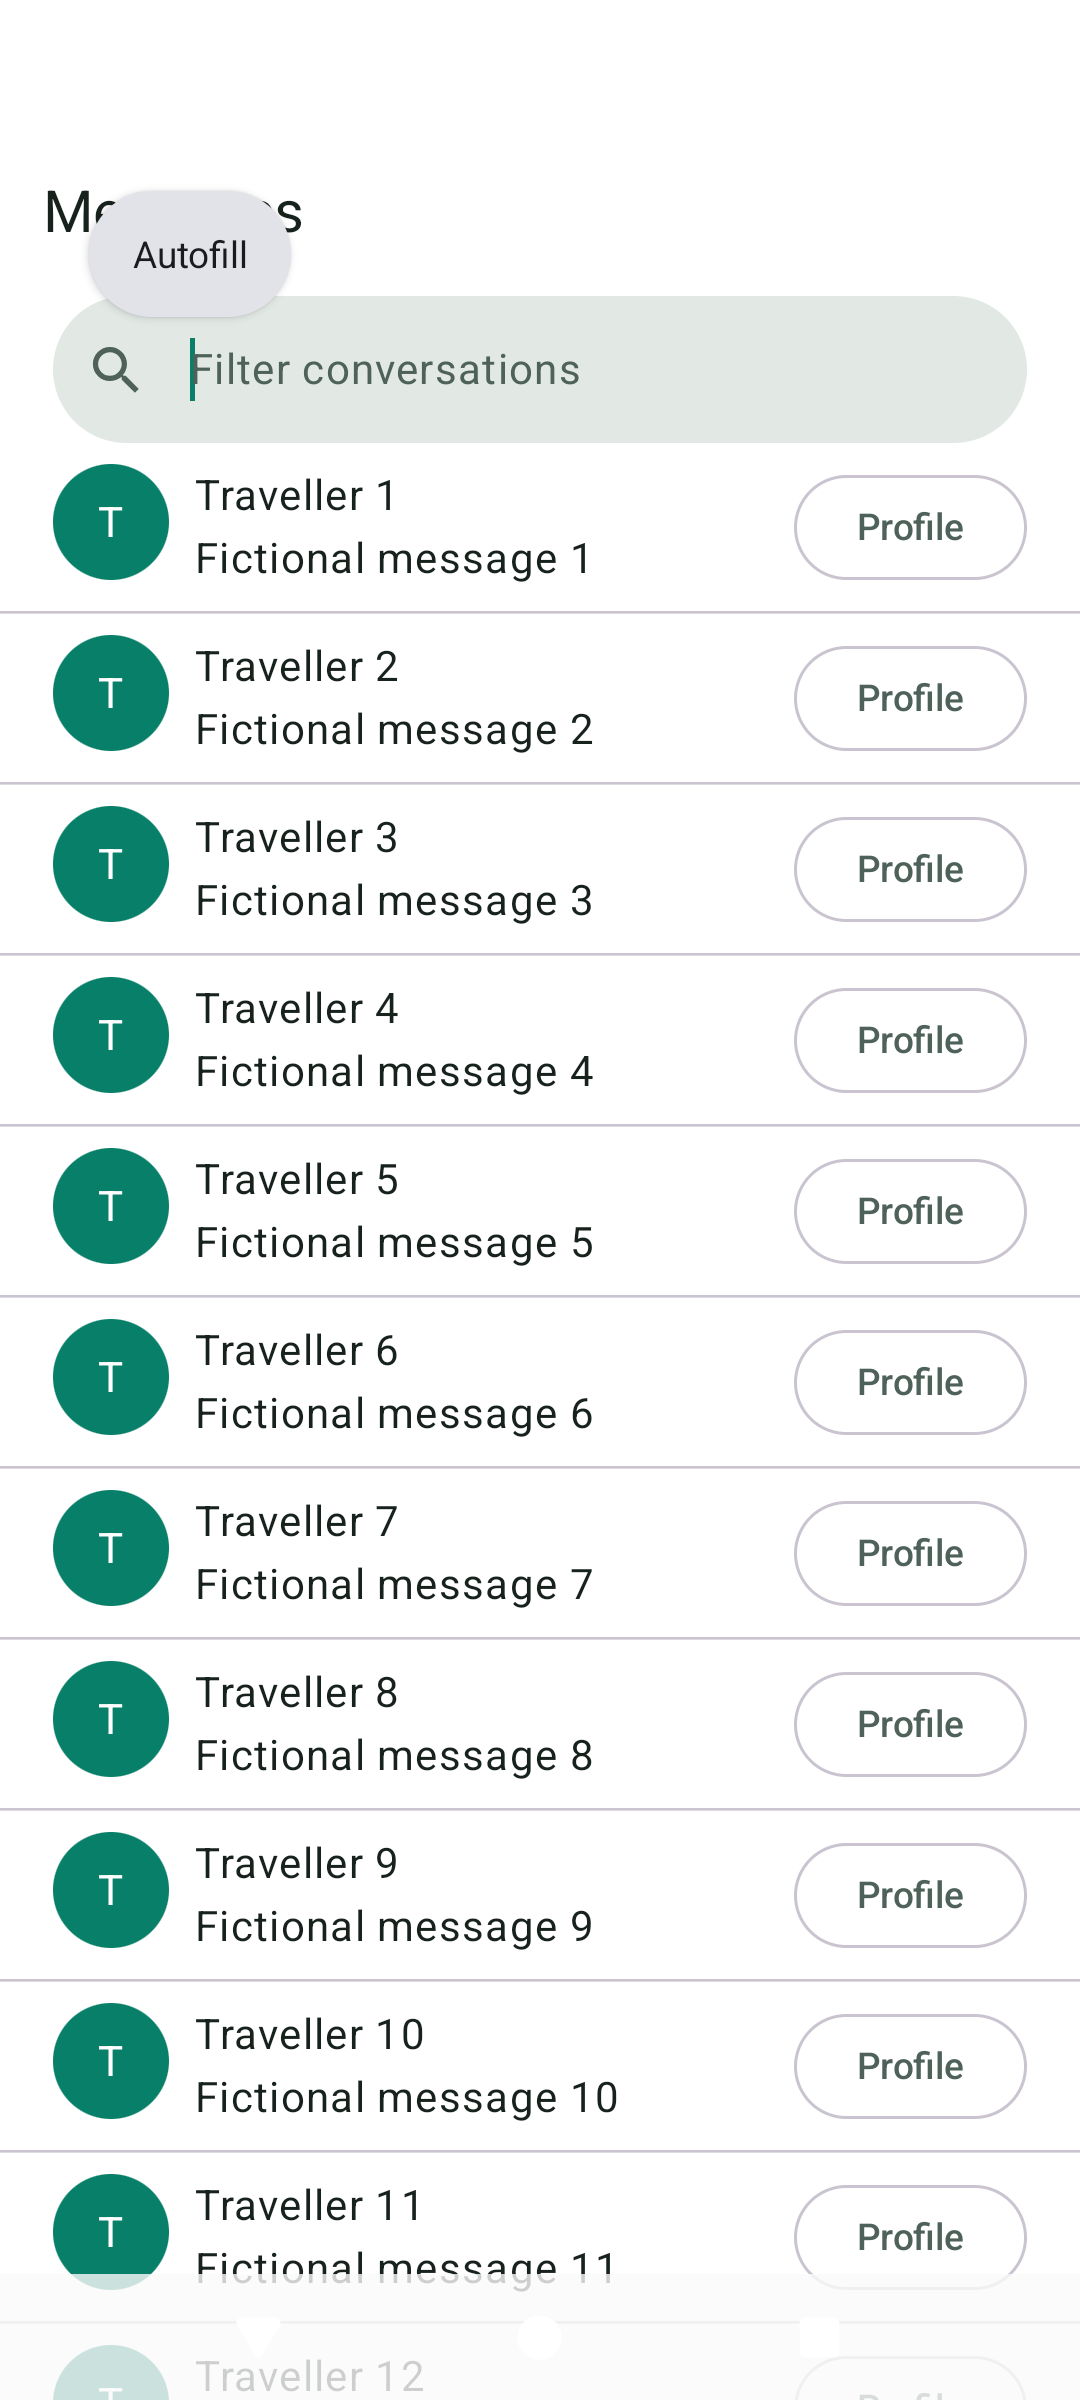 Autofill
Filter conversations
T
Traveller 1
Fictional message 1
Profile
T
Traveller 2
Fictional message 2
Profile
T
Traveller 3
Fictional message 3
Profile
T
Traveller 4
Fictional message 4
Profile
T
Traveller 5
Fictional message 5
Profile
T
Traveller 6
Fictional message 6
Profile
T
Traveller 7
Fictional message 7
Profile
T
Traveller 8
Fictional message 8
Profile
T
Traveller 9
Fictional message 9
Profile
T
Traveller 10
Fictional message 10
Profile
T
Traveller 11
Fictional message 11
Profile
Traveller 12